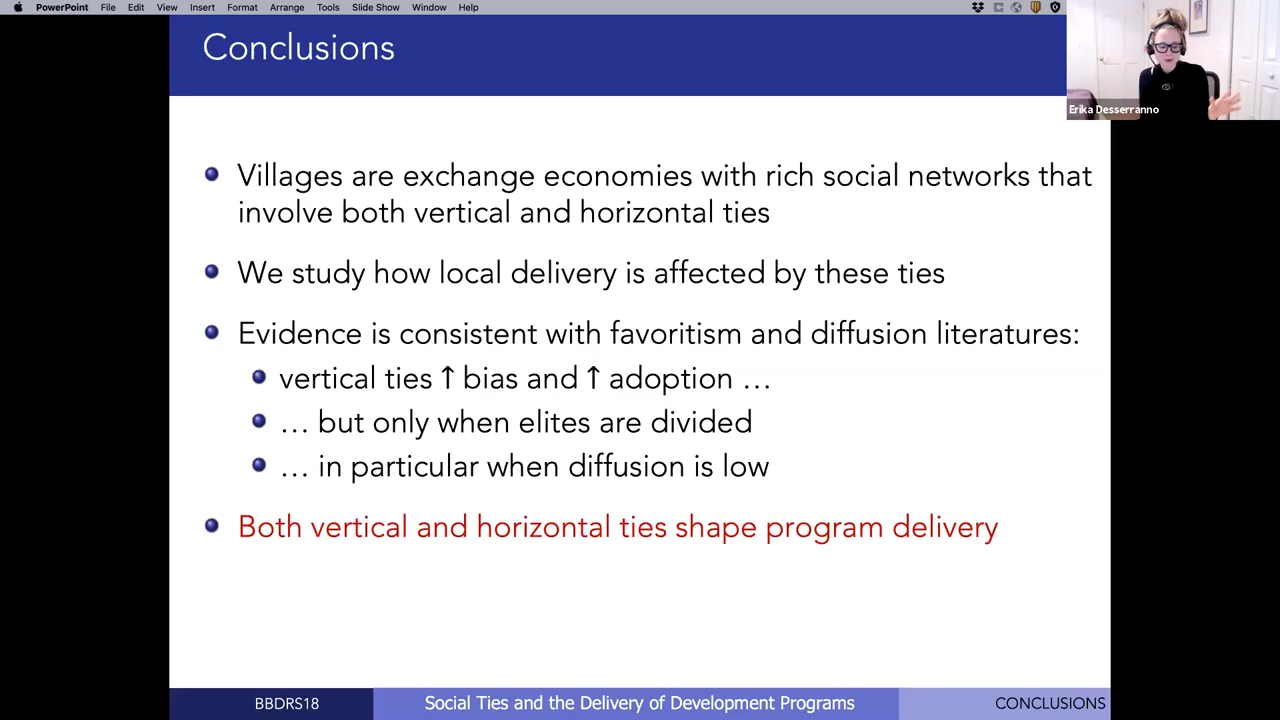 PowerPoint File Edit View Insert Format Arrange Tools Slide Show Window Help
Conclusions
Erika Desserranno
Villages are exchange economies with rich social networks that
involve both vertical and horizontal ties
We study how local delivery is affected by these ties
Evidence is consistent with favoritism and diffusion literatures:
vertical ties ↑ bias and ↑ adoption …
… but only when elites are divided
… in particular when diffusion is low
Both vertical and horizontal ties shape program delivery
BBDRS18 Social Ties and the Delivery of Development Programs CONCLUSIONS